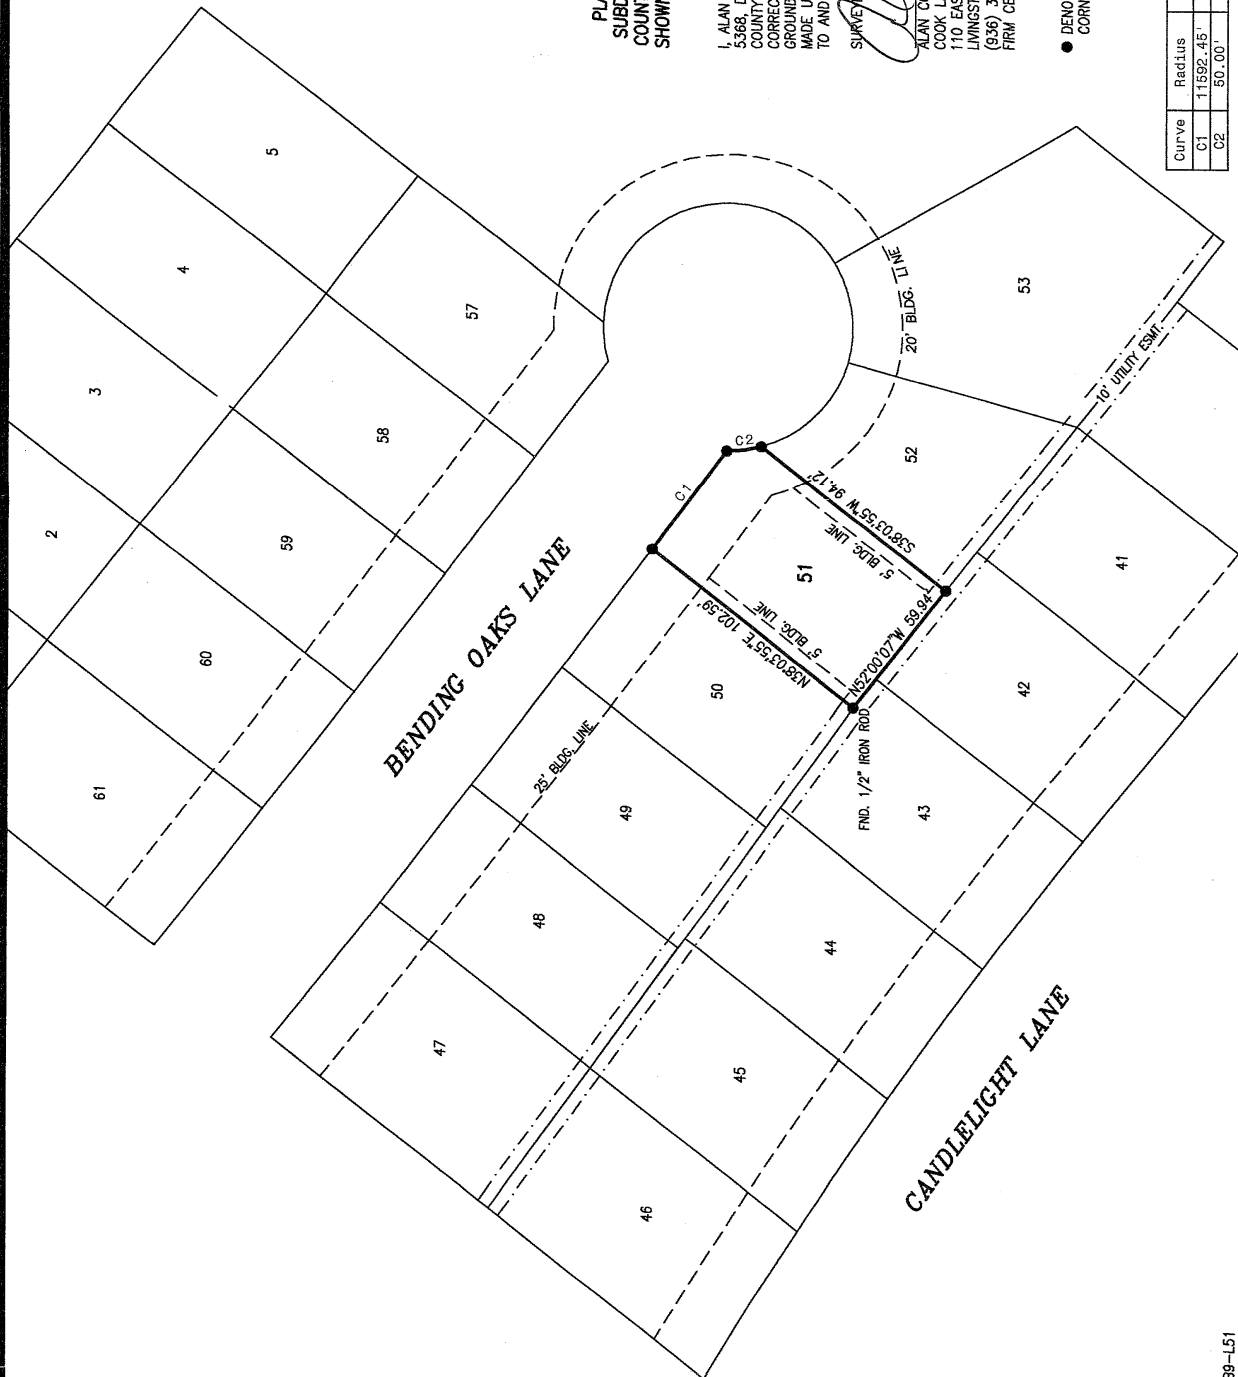 PL
SUBD
COUNT
SHOWN
I, ALAN
5368, D
COUNTY
CORREC
GROUND
MADE U
TO AND
SURVEY
ALAN CO
COOK L
110 EAS
LIVINGST
(936) 3
FIRM CE
● DENO
CORN
Curve Radius
C1 11592.45'
C2 50.00'
5
4
3
2
57
58
59
60
61
BENDING OAKS LANE
C1
C2
20' BLDG. LINE
53
10' UTILITY ESMT.
52
S38°03'55"W 94.12'
5' BLDG. LINE
51
5' BLDG. LINE
N38°03'55"E 102.59'
N52°00'07"W 59.94'
FND. 1/2" IRON ROD
50
25' BLDG. LINE
49
48
47
41
42
43
44
45
46
CANDLELIGHT LANE
39-L51